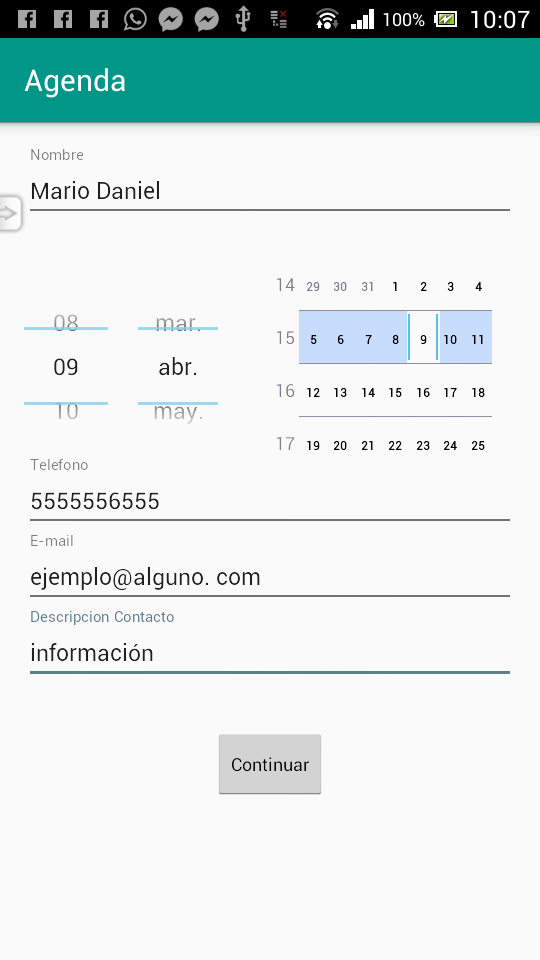 100% 10:07
Agenda
Nombre
Mario Daniel
14 29 30 31 1 2 3 4
08 mar.
15 5 6 7 8 9 10 11
09 abr.
16 12 13 14 15 16 17 18
10 may.
17 19 20 21 22 23 24 25
Telefono
5555556555
E-mail
ejemplo@alguno. com
Descripcion Contacto
información
Continuar